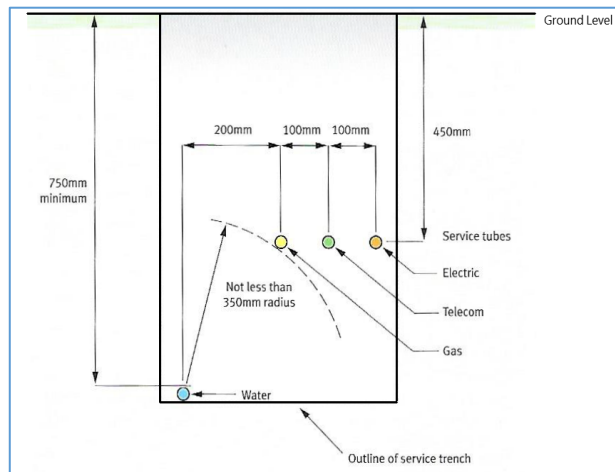 Ground Level
200mm
100mm
100mm
450mm
750mm
minimum
Service tubes
Electric
Not less than
350mm radius
Telecom
Gas
Water
Outline of service trench